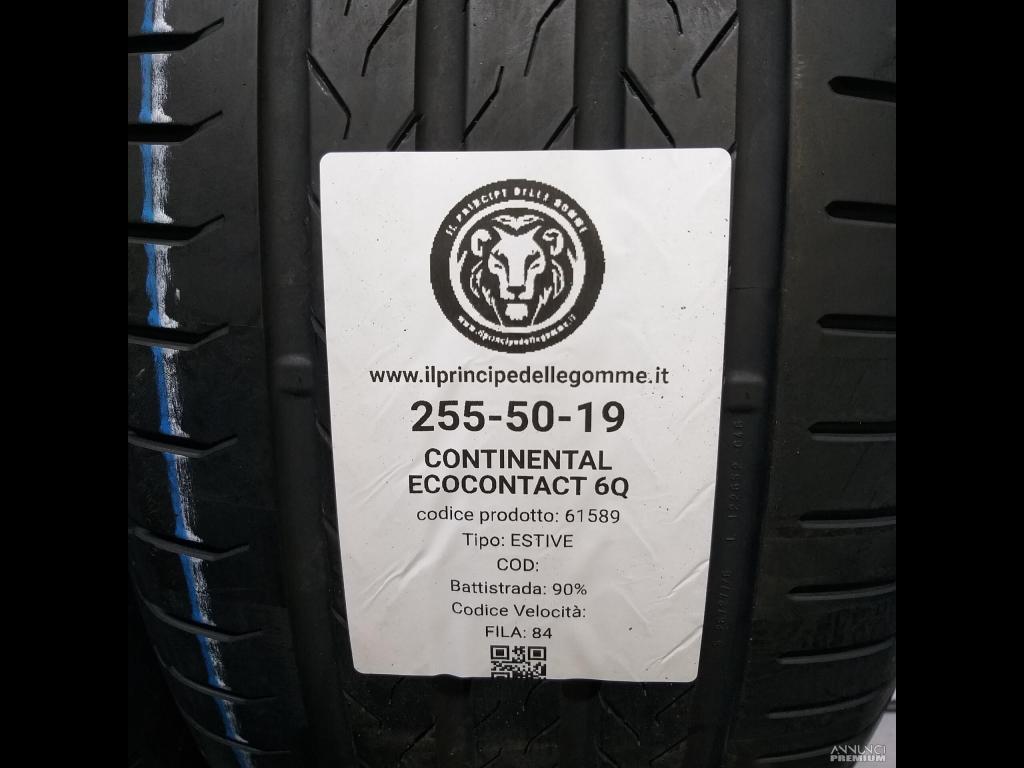 IL PRINCIPE DELLE GOMME
www.ilprincipedellegomme.it
www.ilprincipedellegomme.it
255-50-19
CONTINENTAL
ECOCONTACT 6Q
codice prodotto: 61589
Tipo: ESTIVE
COD:
Battistrada: 90%
Codice Velocità:
FILA: 84
ANNUNCI
PREMIUM